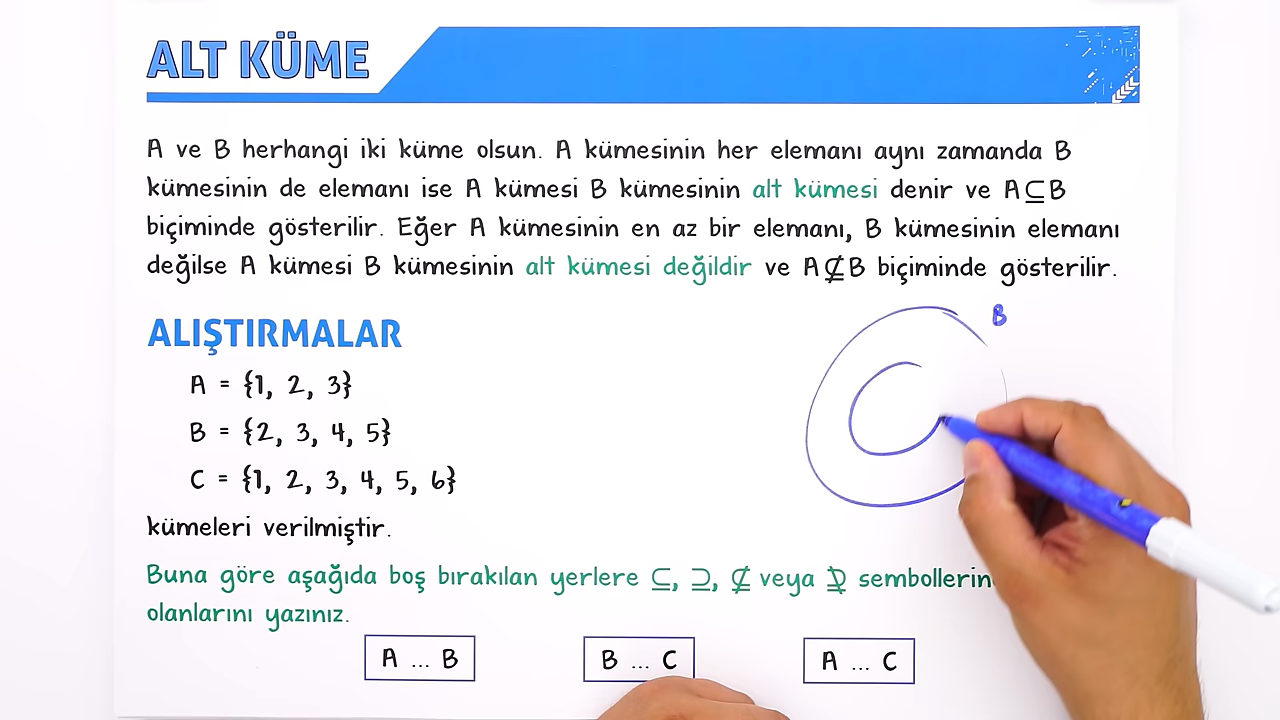 ALT KÜME
A ve B herhangi iki küme olsun. A kümesinin her elemanı aynı zamanda B
kümesinin de elemanı ise A kümesi B kümesinin alt kümesi denir ve A⊆B
biçiminde gösterilir. Eğer A kümesinin en az bir elemanı, B kümesinin elemanı
değilse A kümesi B kümesinin alt kümesi değildir ve A⊈B biçiminde gösterilir.
B
ALIŞTIRMALAR
A = {1, 2, 3}
B = {2, 3, 4, 5}
C = {1, 2, 3, 4, 5, 6}
kümeleri verilmiştir.
Buna göre aşağıda boş bırakılan yerlere ⊆, ⊇, ⊈ veya ⊉ sembollerin
olanlarını yazınız.
A ... B
B ... C
A ... C